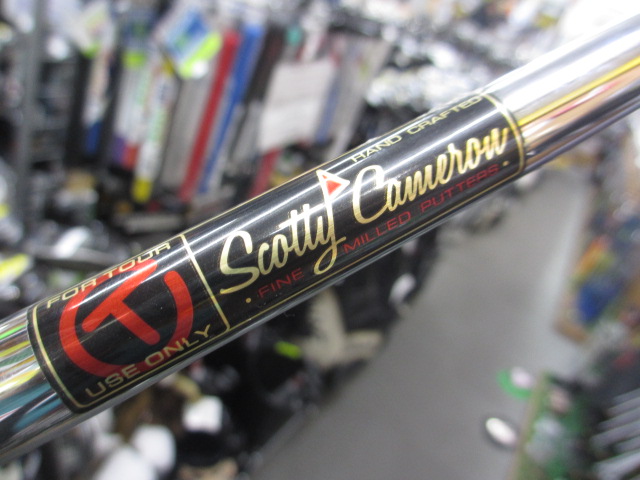 FOR TOUR
T
USE ONLY
HAND CRAFTED
Scotty Cameron
· FINE MILLED PUTTERS ·